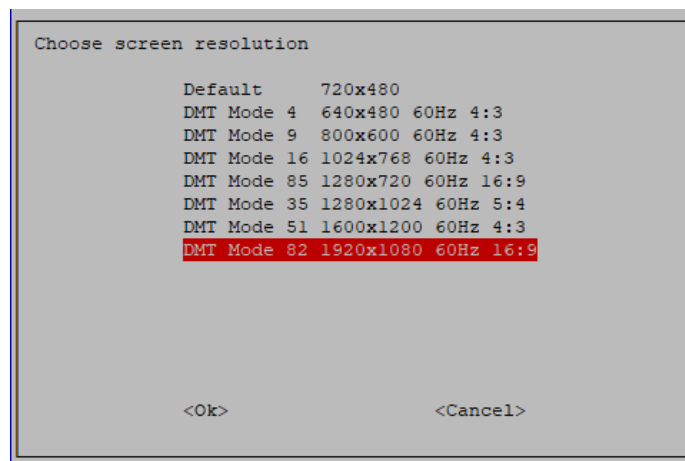 Choose screen resolution
Default 720x480
DMT Mode 4 640x480 60Hz 4:3
DMT Mode 9 800x600 60Hz 4:3
DMT Mode 16 1024x768 60Hz 4:3
DMT Mode 85 1280x720 60Hz 16:9
DMT Mode 35 1280x1024 60Hz 5:4
DMT Mode 51 1600x1200 60Hz 4:3
DMT Mode 82 1920x1080 60Hz 16:9
<Ok> <Cancel>